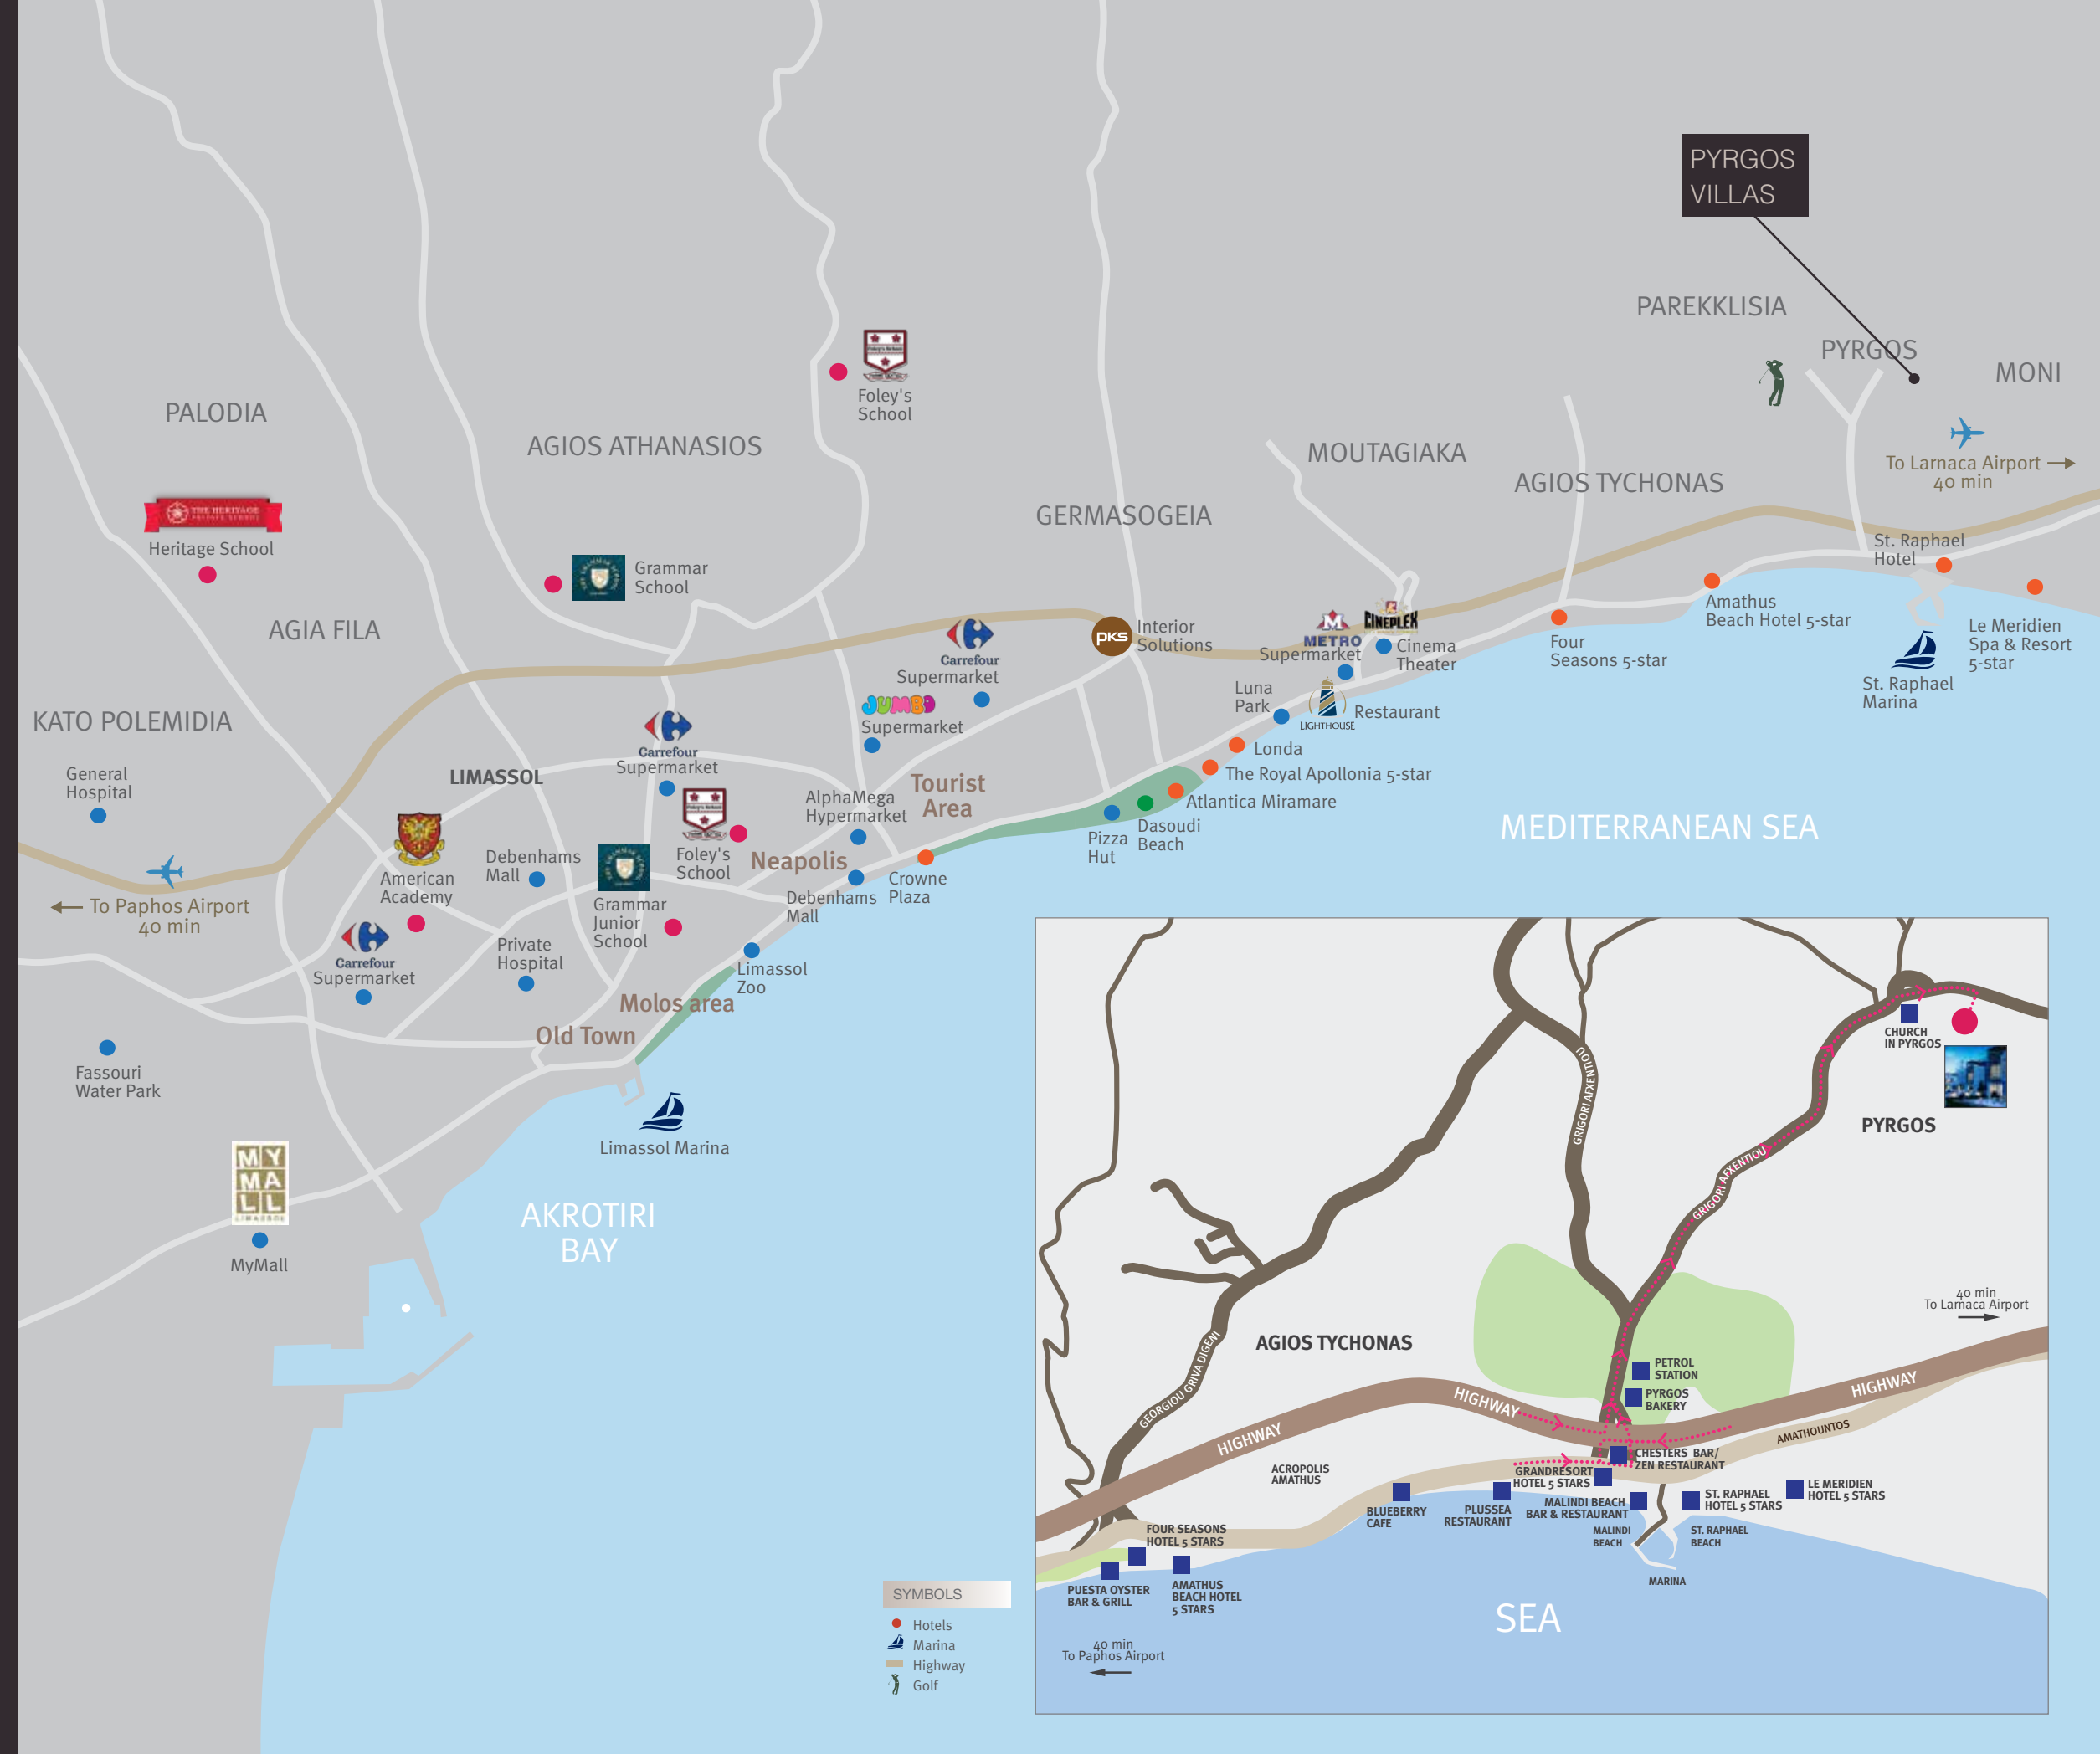 PYRGOS
VILLAS
PAREKKLISIA
PYRGOS
MONI
To Larnaca Airport
40 min
PALODIA
AGIOS ATHANASIOS
Foley's School
Foley's
School
MOUTAGIAKA
AGIOS TYCHONAS
GERMASOGEIA
THE HERITAGE
PRIVATE SCHOOL
Heritage School
Grammar
School
AGIA FILA
St. Raphael
Hotel
Amathus
Beach Hotel 5-star
Four
Seasons 5-star
Le Meridien
Spa & Resort
5-star
St. Raphael
Marina
pks
Interior
Solutions
METRO
Supermarket
CINEPLEX
Cinema
Theater
Carrefour
Supermarket
JUMBO
Supermarket
Luna
Park
LIGHTHOUSE
Restaurant
Londa
The Royal Apollonia 5-star
Atlantica Miramare
KATO POLEMIDIA
General
Hospital
LIMASSOL
Carrefour
Supermarket
Tourist
Area
AlphaMega
Hypermarket
Pizza
Hut
Dasoudi
Beach
MEDITERRANEAN SEA
Foley's School
Foley's
School
Neapolis
Debenhams
Mall
Crowne
Plaza
Debenhams
Mall
American
Academy
Grammar
Junior
School
To Paphos Airport
40 min
Carrefour
Supermarket
Private
Hospital
Limassol
Zoo
Molos area
Old Town
Fassouri
Water Park
Limassol Marina
MY
MA
LL
LIMASSOL
MyMall
AKROTIRI
BAY
SYMBOLS
Hotels
Marina
Highway
Golf
CHURCH
IN PYRGOS
PYRGOS
GRIGORI AFXENTIOU
GRIGORI AFXENTIOU
40 min
To Larnaca Airport
AGIOS TYCHONAS
GEORGIOU GRIVA DIGENI
PETROL
STATION
PYRGOS
BAKERY
HIGHWAY
HIGHWAY
HIGHWAY
AMATHOUNTOS
CHESTERS BAR/
ZEN RESTAURANT
ACROPOLIS
AMATHUS
GRANDRESORT
HOTEL 5 STARS
LE MERIDIEN
HOTEL 5 STARS
ST. RAPHAEL
HOTEL 5 STARS
MALINDI BEACH
BAR & RESTAURANT
BLUEBERRY
CAFE
PLUSSEA
RESTAURANT
MALINDI
BEACH
ST. RAPHAEL
BEACH
MARINA
FOUR SEASONS
HOTEL 5 STARS
PUESTA OYSTER
BAR & GRILL
AMATHUS
BEACH HOTEL
5 STARS
SEA
40 min
To Paphos Airport